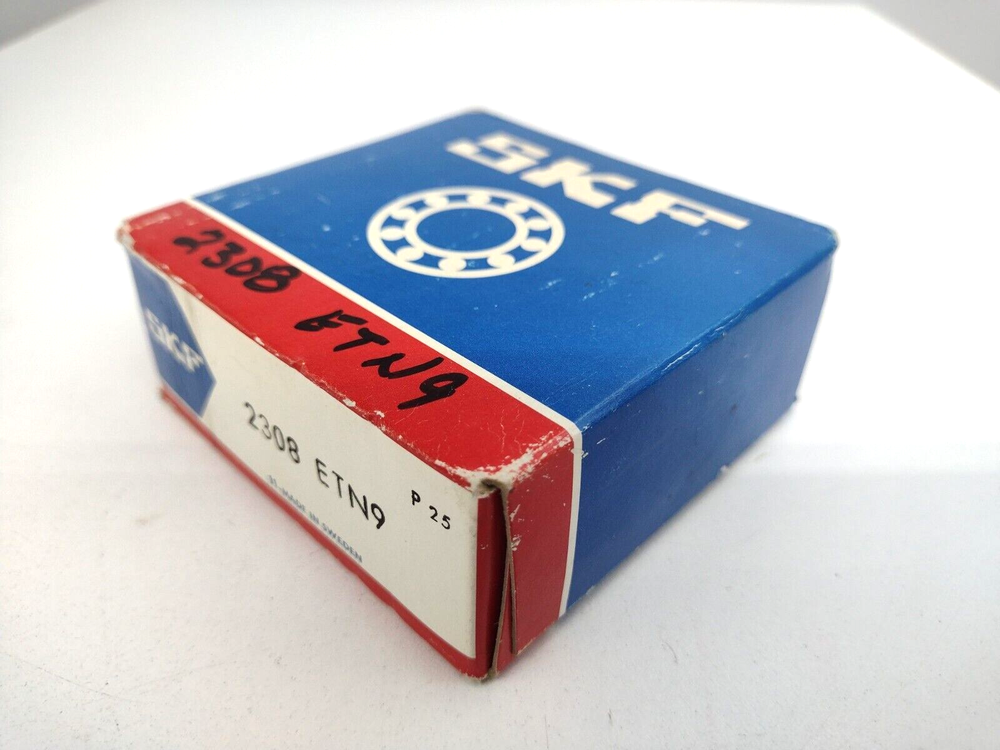 SKF
2308 ETN9
SKF
2308 ETN9
P 25
MADE IN SWEDEN